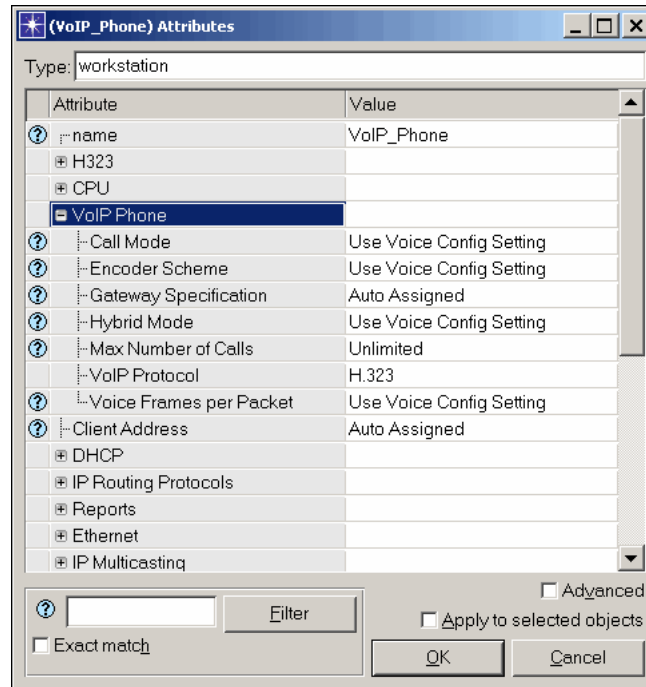 (VoIP_Phone) Attributes
Type: workstation
Attribute Value
name VoIP_Phone
H323
CPU
VoIP Phone
Call Mode Use Voice Config Setting
Encoder Scheme Use Voice Config Setting
Gateway Specification Auto Assigned
Hybrid Mode Use Voice Config Setting
Max Number of Calls Unlimited
VoIP Protocol H.323
Voice Frames per Packet Use Voice Config Setting
Client Address Auto Assigned
DHCP
IP Routing Protocols
Reports
Ethernet
IP Multicasting
Advanced
Filter
Apply to selected objects
Exact match
OK Cancel